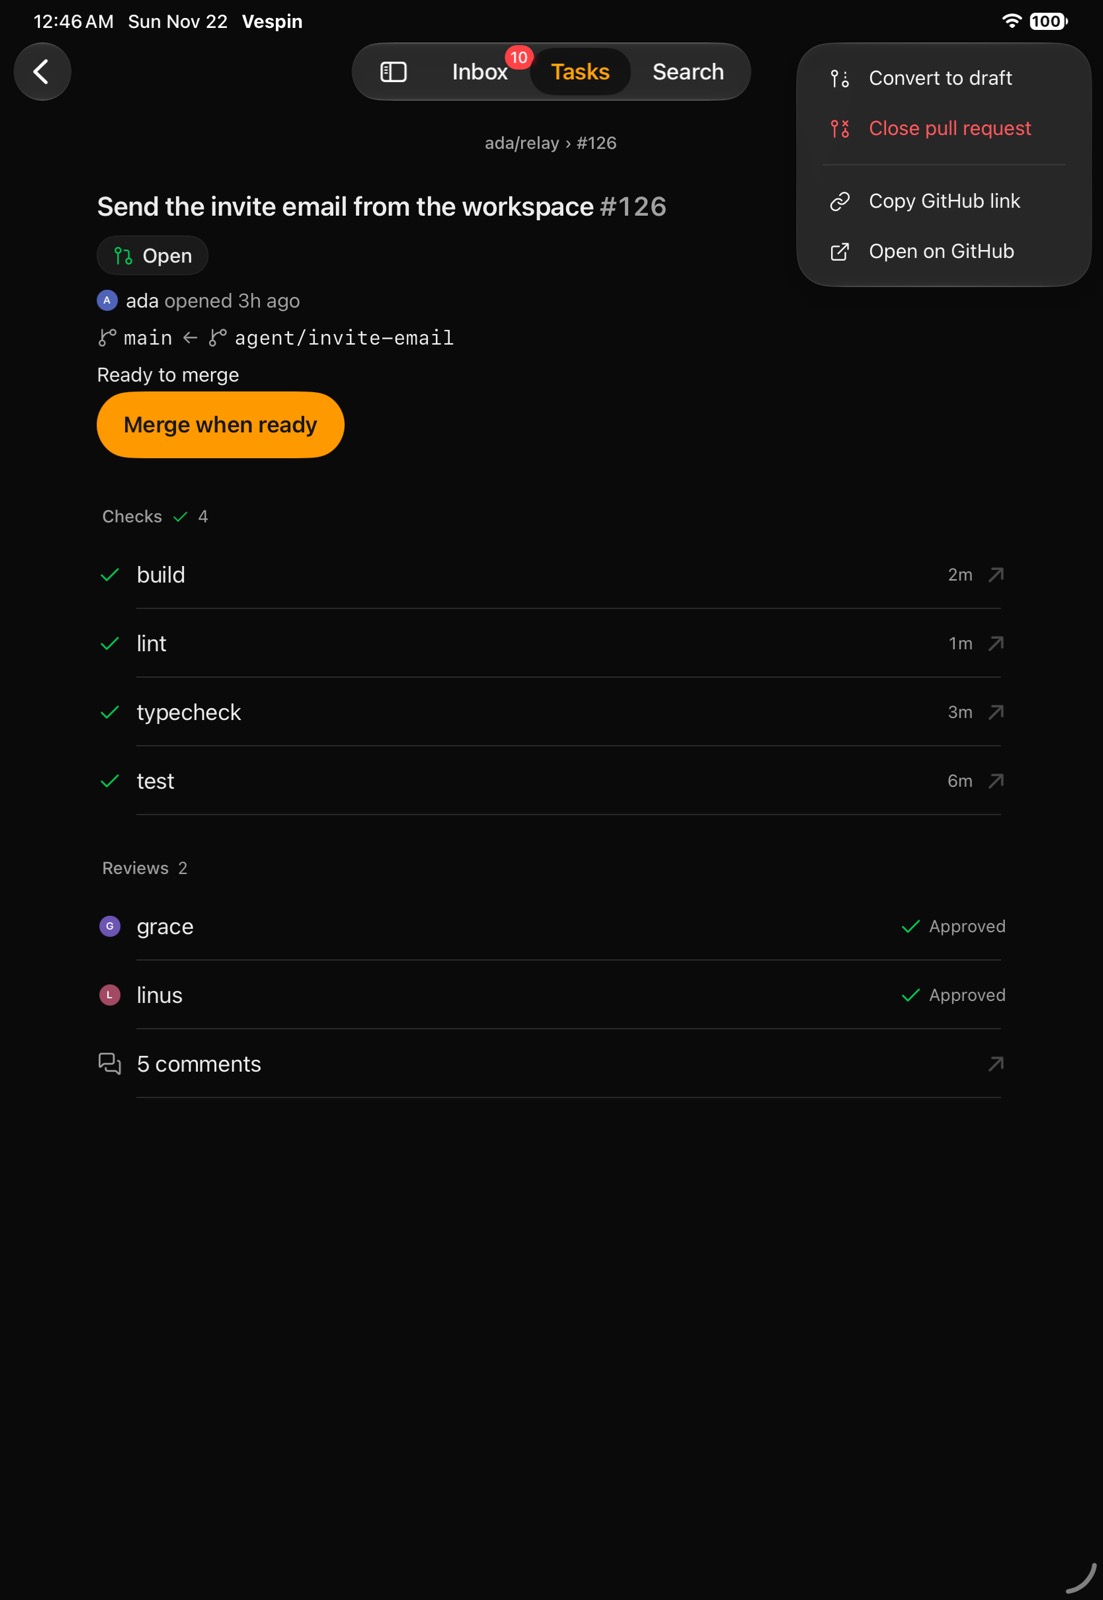 12:46 AM Sun Nov 22 Vespin
100
Inbox 10 Tasks Search
Convert to draft
Close pull request
Copy GitHub link
Open on GitHub
ada/relay › #126
Send the invite email from the workspace #126
Open
A ada opened 3h ago
main ← agent/invite-email
Ready to merge
Merge when ready
Checks ✓ 4
build 2m
lint 1m
typecheck 3m
test 6m
Reviews 2
G grace Approved
L linus Approved
5 comments